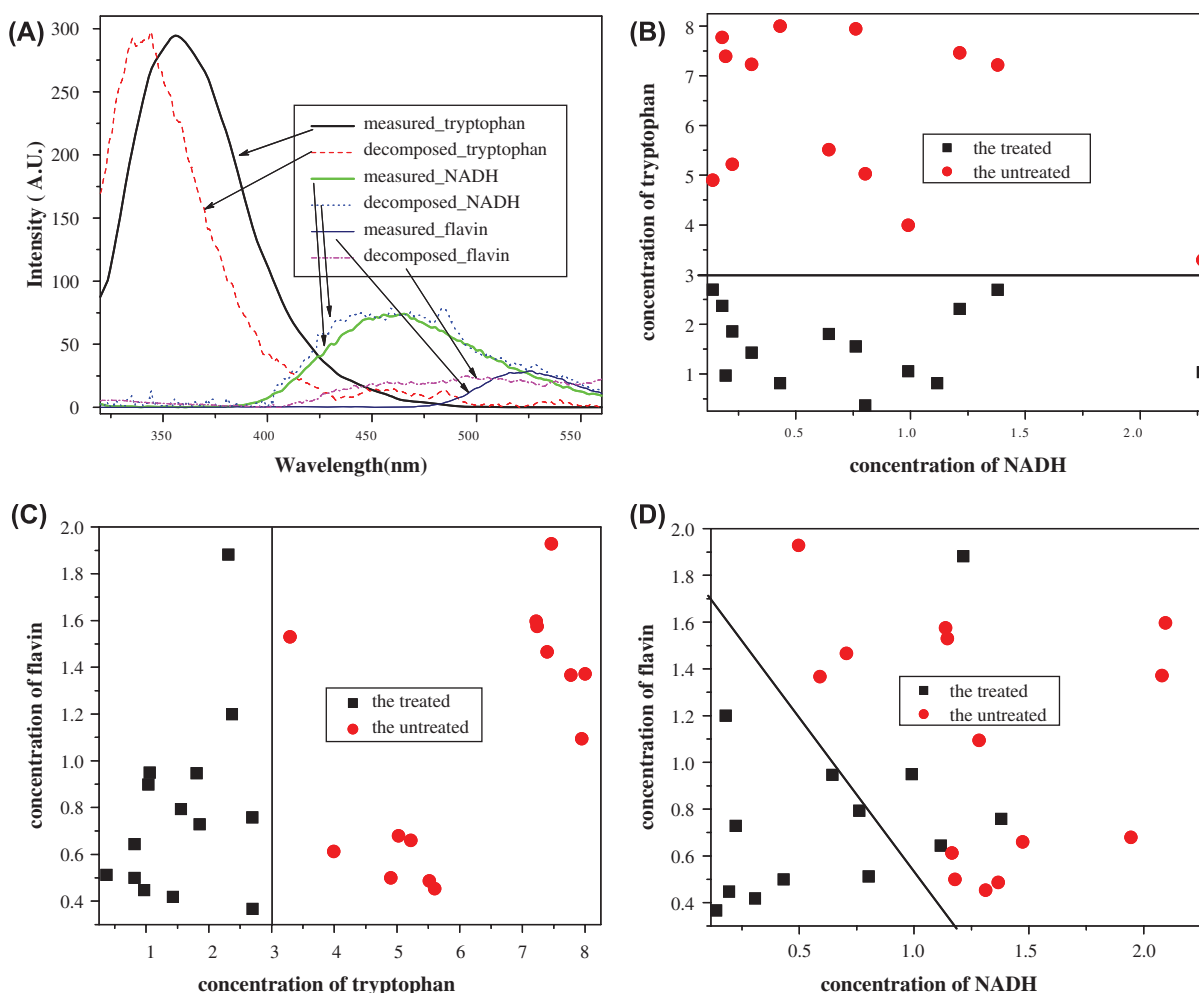 (A)
300
250
200
150
100
50
0
Intensity ( A.U.)
measured_tryptophan
decomposed_tryptophan
measured_NADH
decomposed_NADH
measured_flavin
decomposed_flavin
350
400
450
500
550
Wavelength(nm)
(B)
8
7
6
5
4
3
2
1
concentration of tryptophan
the treated
the untreated
0.5
1.0
1.5
2.0
concentration of NADH
(C)
2.0
1.8
1.6
1.4
1.2
1.0
0.8
0.6
0.4
concentration of flavin
the treated
the untreated
1
2
3
4
5
6
7
8
concentration of tryptophan
(D)
2.0
1.8
1.6
1.4
1.2
1.0
0.8
0.6
0.4
concentration of flavin
the treated
the untreated
0.5
1.0
1.5
2.0
concentration of NADH